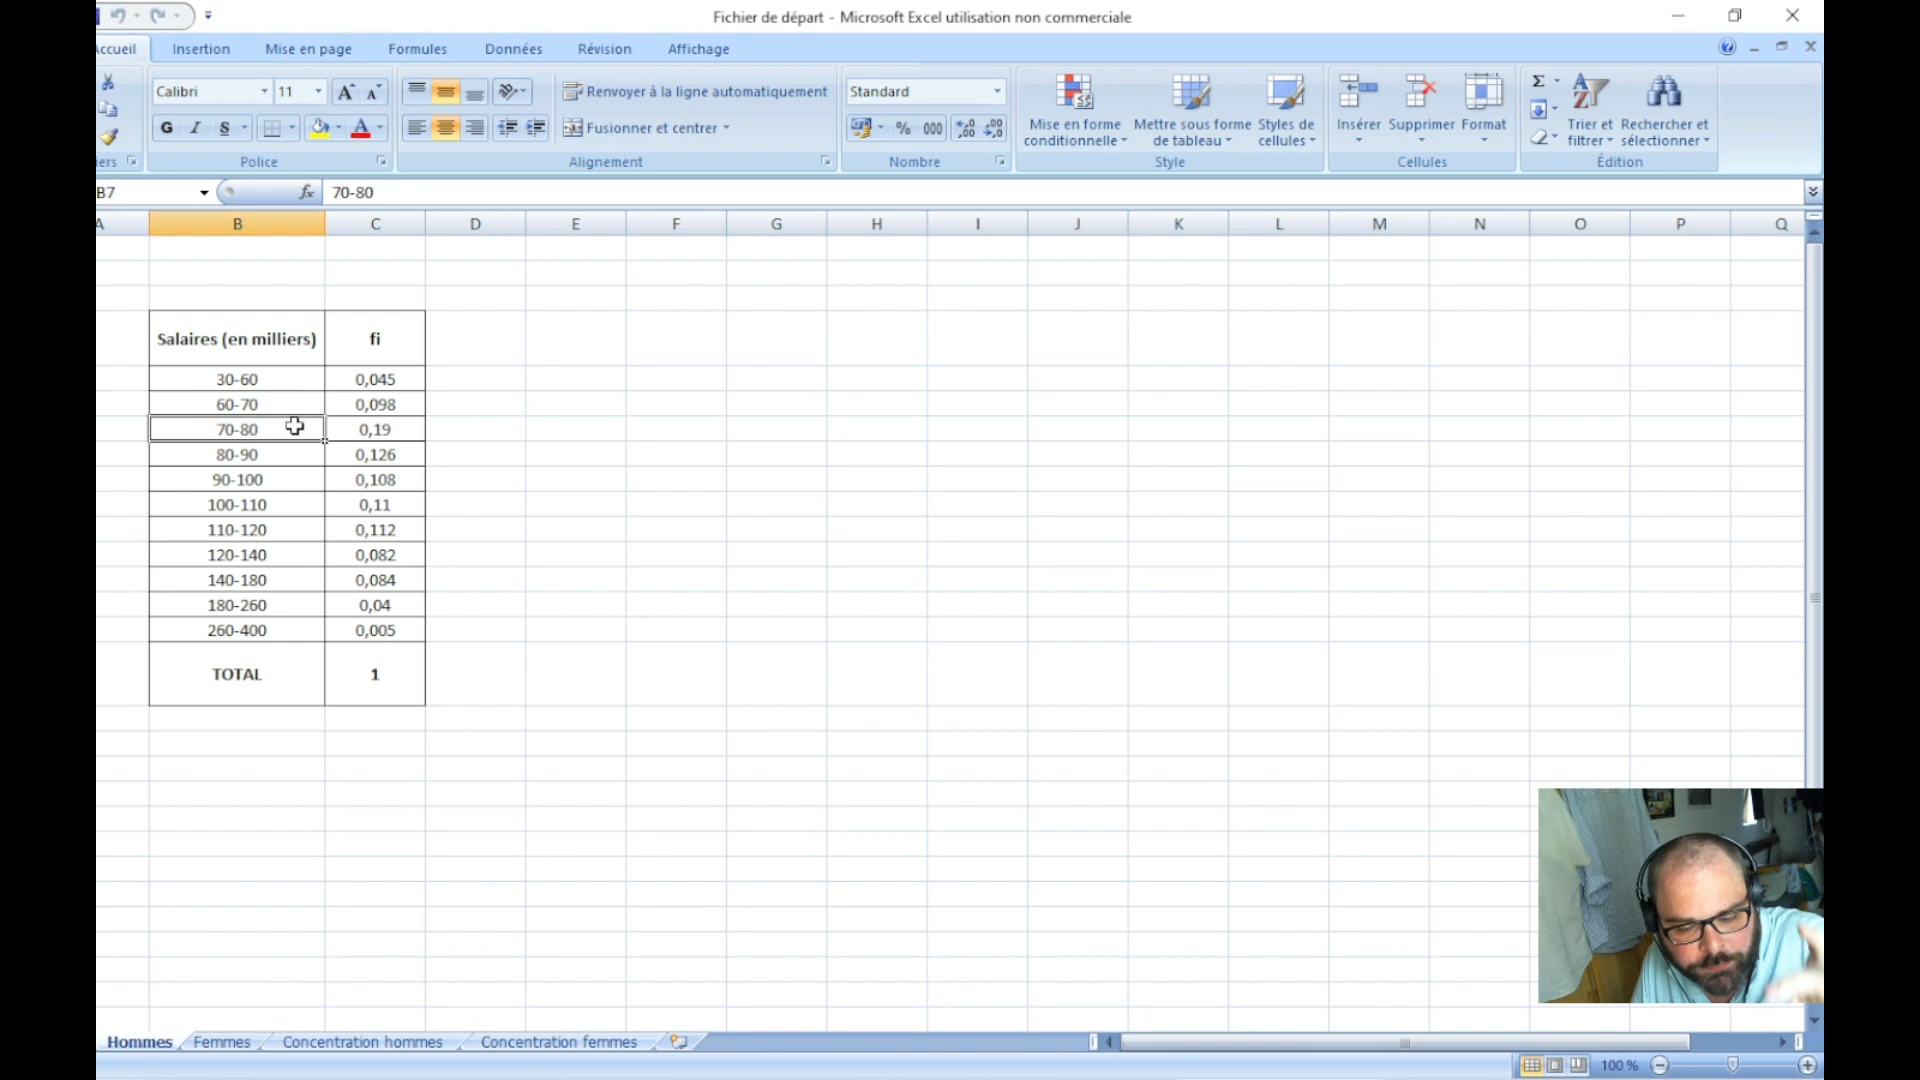 Fichier de départ - Microsoft Excel utilisation non commerciale
Accueil Insertion Mise en page Formules Données Révision Affichage
Calibri 11 Renvoyer à la ligne automatiquement Standard
G I S Fusionner et centrer % 000
Mise en forme conditionnelle Mettre sous forme de tableau Styles de cellules Insérer Supprimer Format Trier et filtrer Rechercher et sélectionner
Police Alignement Nombre Style Cellules Édition
B7 fx 70-80
A B C D E F G H I J K L M N O P Q
Salaires (en milliers) fi
30-60 0,045
60-70 0,098
70-80 0,19
80-90 0,126
90-100 0,108
100-110 0,11
110-120 0,112
120-140 0,082
140-180 0,084
180-260 0,04
260-400 0,005
TOTAL 1
Hommes Femmes Concentration hommes Concentration femmes
100 %